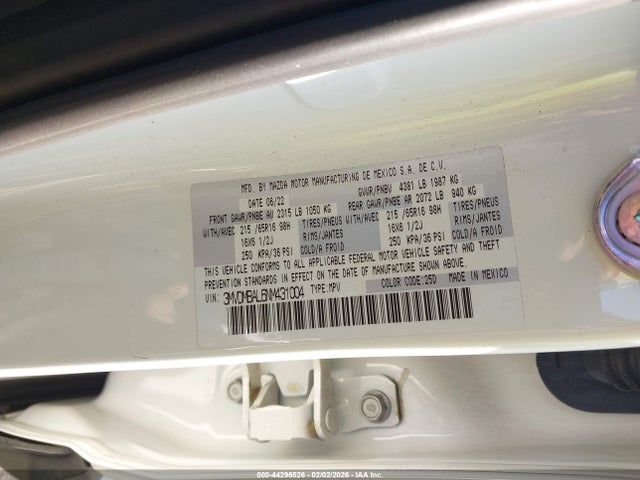 MFD. BY MAZDA MOTOR MANUFACTURING DE MEXICO S.A. DE C.V.
DATE 06/22 GVWR/PNBV 4381 LB 1987 KG
FRONT GAWR/PNBE AU 2315 LB 1050 KG REAR GAWR/PNBE AR 2072 LB 940 KG
WITH/AVEC 215 /65R16 98H TIRES/PNEUS WITH/AVEC 215 /65R16 98H TIRES/PNEUS
16X6 1/2J RIMS/JANTES 16X6 1/2J RIMS/JANTES
250 KPA/36 PSI COLD/A FROID 250 KPA/36 PSI COLD/A FROID
THIS VEHICLE CONFORMS TO ALL APPLICABLE FEDERAL MOTOR VEHICLE SAFETY AND THEFT
PREVENTION STANDARDS IN EFFECT ON THE DATE OF MANUFACTURE SHOWN ABOVE.
VIN: 3MVDMBAL6NM431004 TYPE:MPV COLOR CODE:25D MADE IN MEXICO
000-44296526 - 02/02/2026 - IAA Inc.